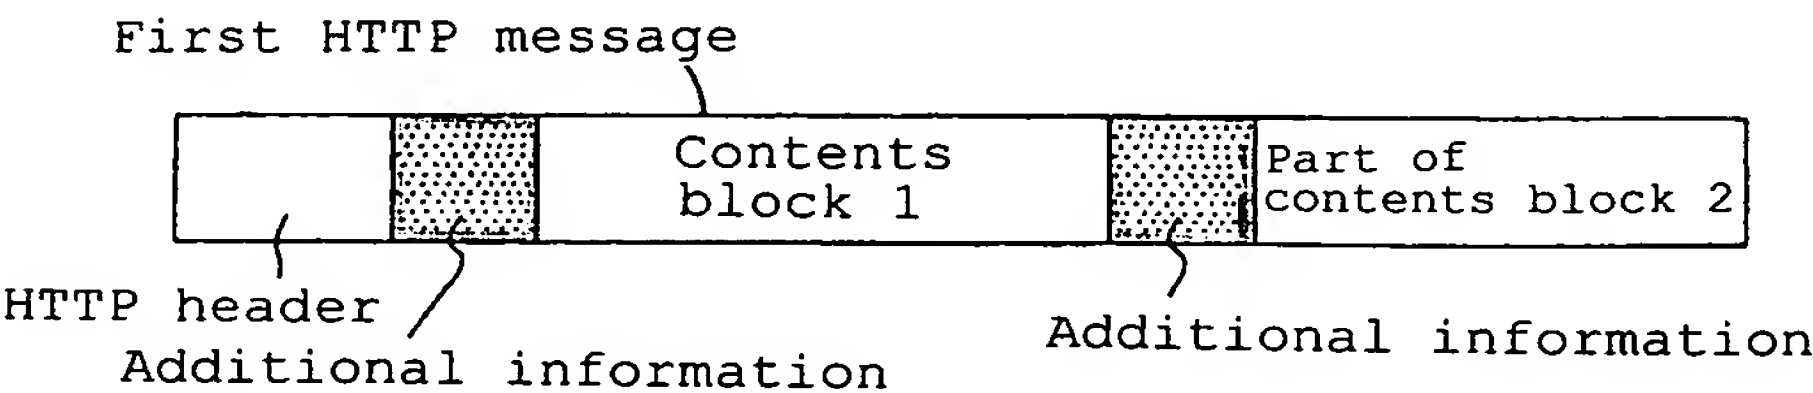 First HTTP message
Contents
block 1
Part of
contents block 2
HTTP header
Additional information
Additional information